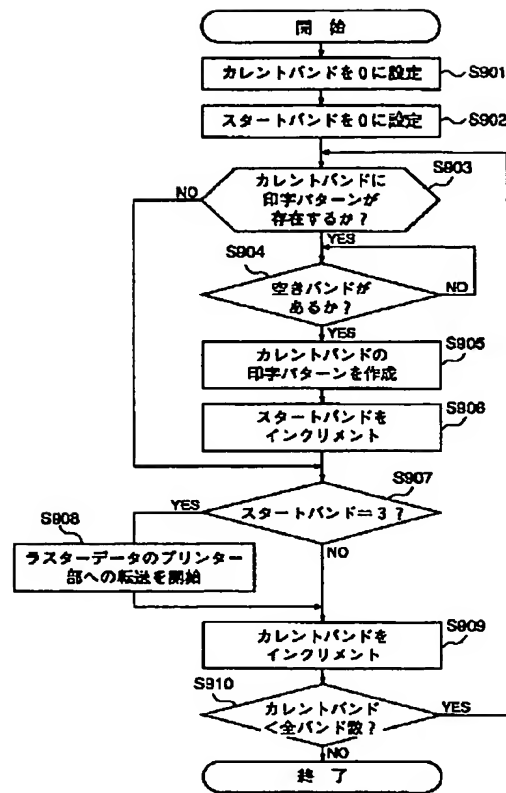 開始
カレントバンドを0に設定
S901
スタートバンドを0に設定
S902
S903
カレントバンドに
印字パターンが
存在するか？
NO
YES
S904
空きバンドが
あるか？
NO
YES
カレントバンドの
印字パターンを作成
S905
スタートバンドを
インクリメント
S906
S907
スタートバンド＝3？
YES
NO
S908
ラスターデータのプリンター
部への転送を開始
カレントバンドを
インクリメント
S909
S910
カレントバンド
＜全バンド数？
YES
NO
終了